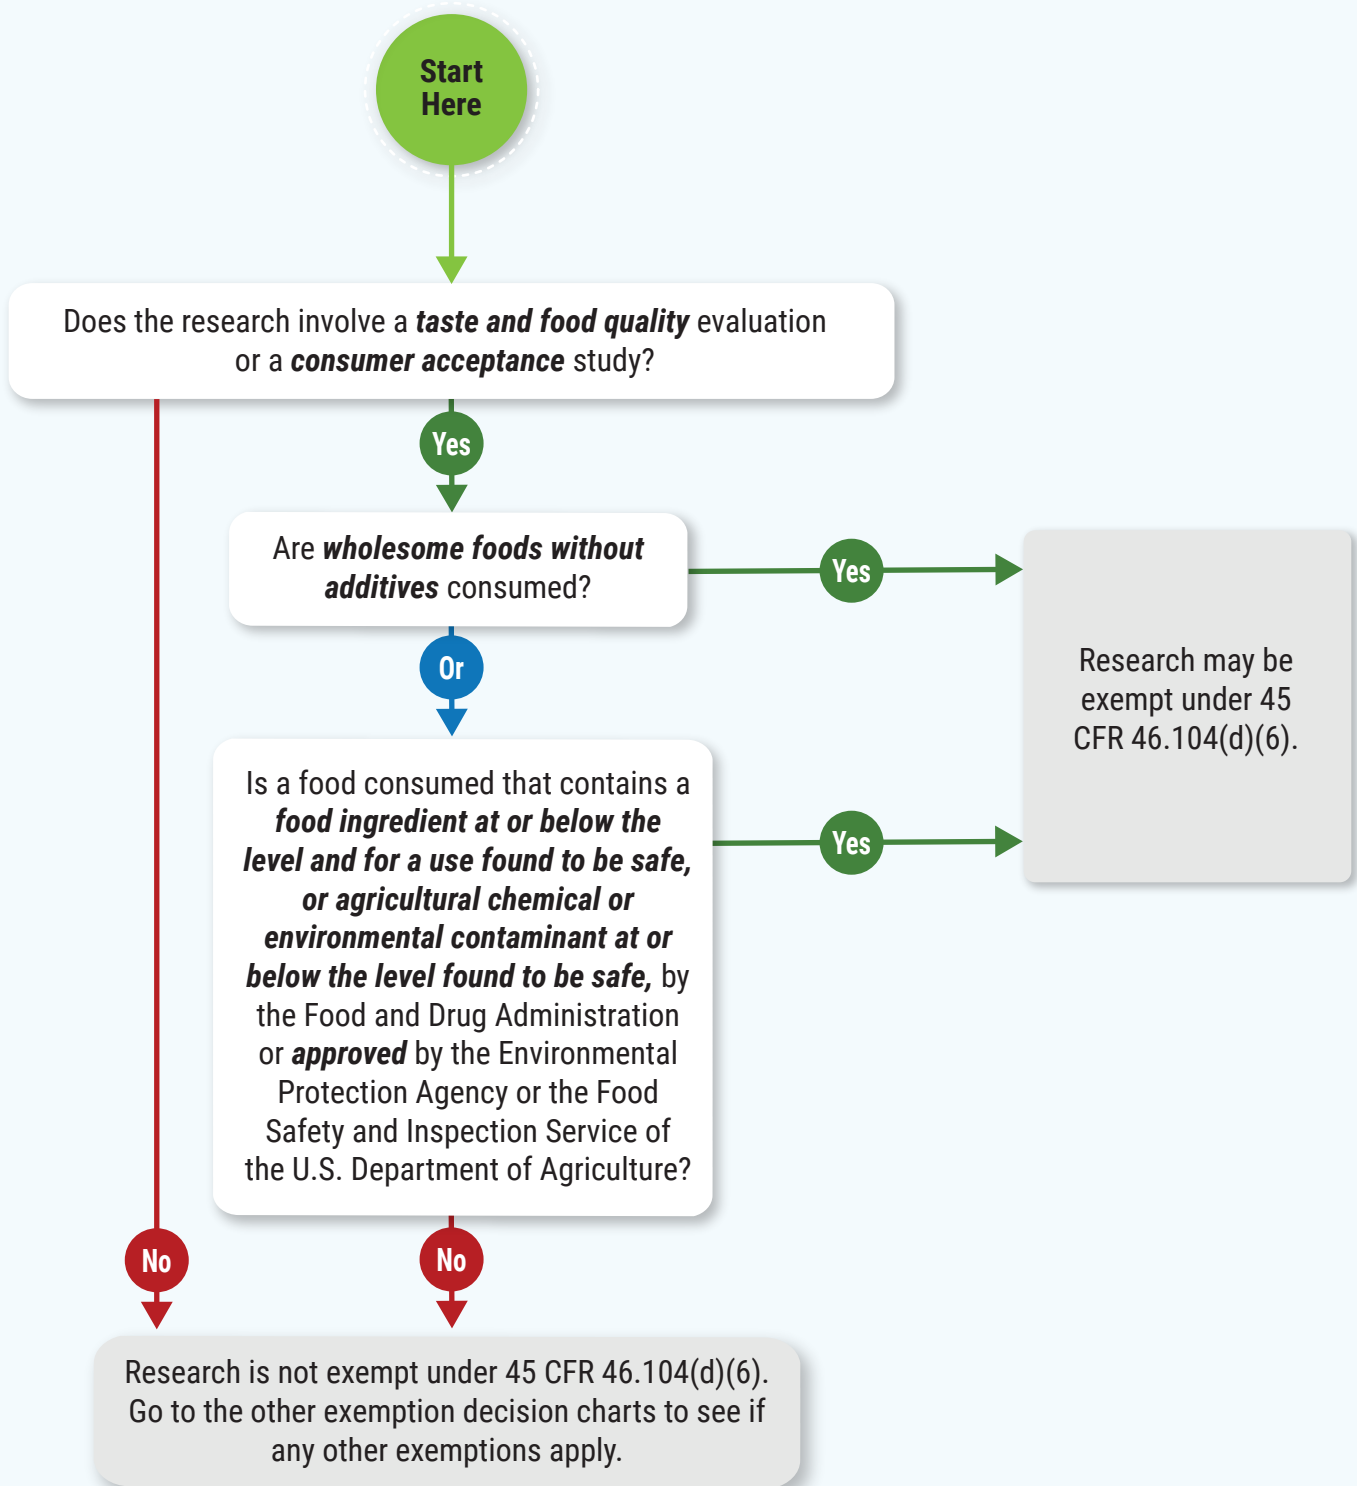 Start
Here
Does the research involve a taste and food quality evaluation
or a consumer acceptance study?
Yes
Are wholesome foods without
additives consumed?
Yes
Or
Is a food consumed that contains a
food ingredient at or below the
level and for a use found to be safe,
or agricultural chemical or
environmental contaminant at or
below the level found to be safe, by
the Food and Drug Administration
or approved by the Environmental
Protection Agency or the Food
Safety and Inspection Service of
the U.S. Department of Agriculture?
Yes
Research may be
exempt under 45
CFR 46.104(d)(6).
No
No
Research is not exempt under 45 CFR 46.104(d)(6).
Go to the other exemption decision charts to see if
any other exemptions apply.